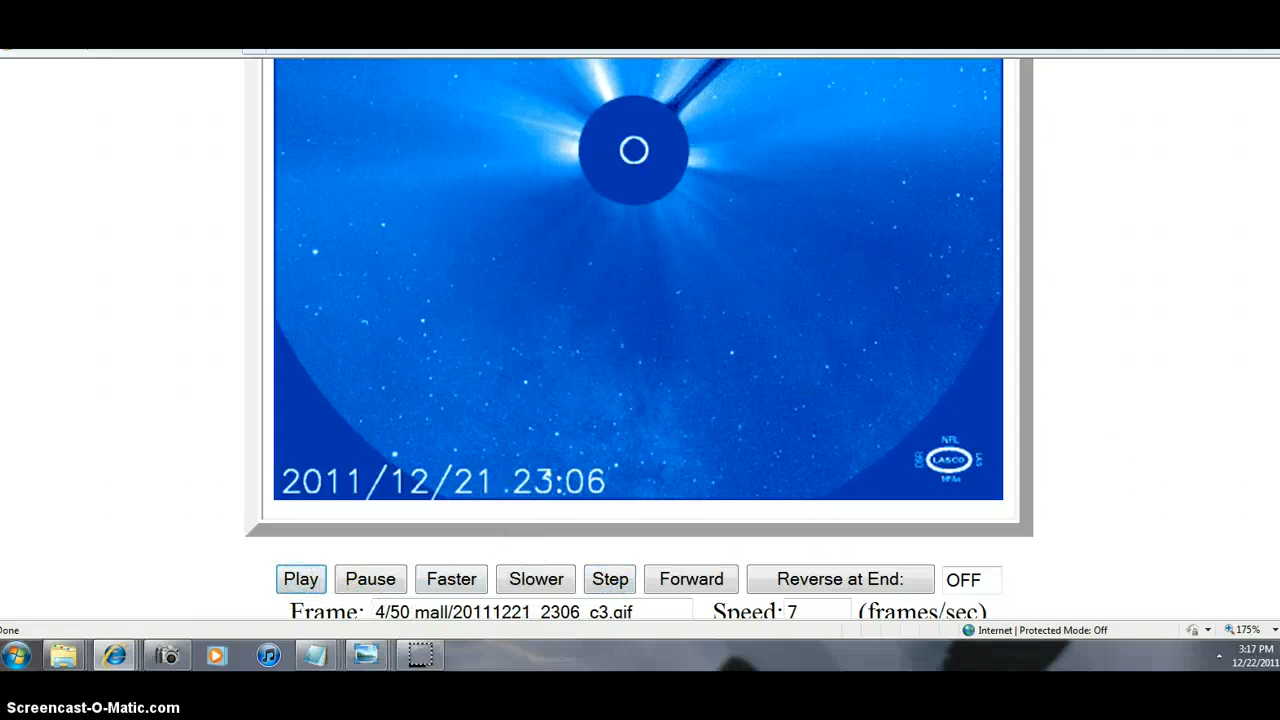 NRL
LASCO
2011/12/21 23:06
Play Pause Faster Slower Step Forward Reverse at End: OFF
Frame: 4/50 mall/20111221_2306_c3.gif Speed: 7 (frames/sec)
Done Internet | Protected Mode: Off 175%
3:17 PM
12/22/2011
Screencast-O-Matic.com